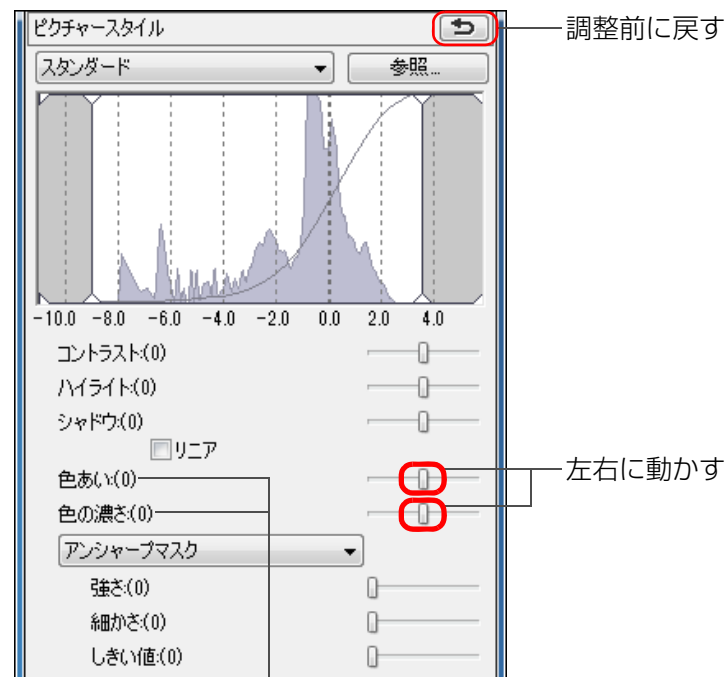 ピクチャースタイル
調整前に戻す
スタンダード
参照...
-10.0 -8.0 -6.0 -4.0 -2.0 0.0 2.0 4.0
コントラスト:(0)
ハイライト:(0)
シャドウ:(0)
リニア
色あい:(0)
左右に動かす
色の濃さ:(0)
アンシャープマスク
強さ:(0)
細かさ:(0)
しきい値:(0)